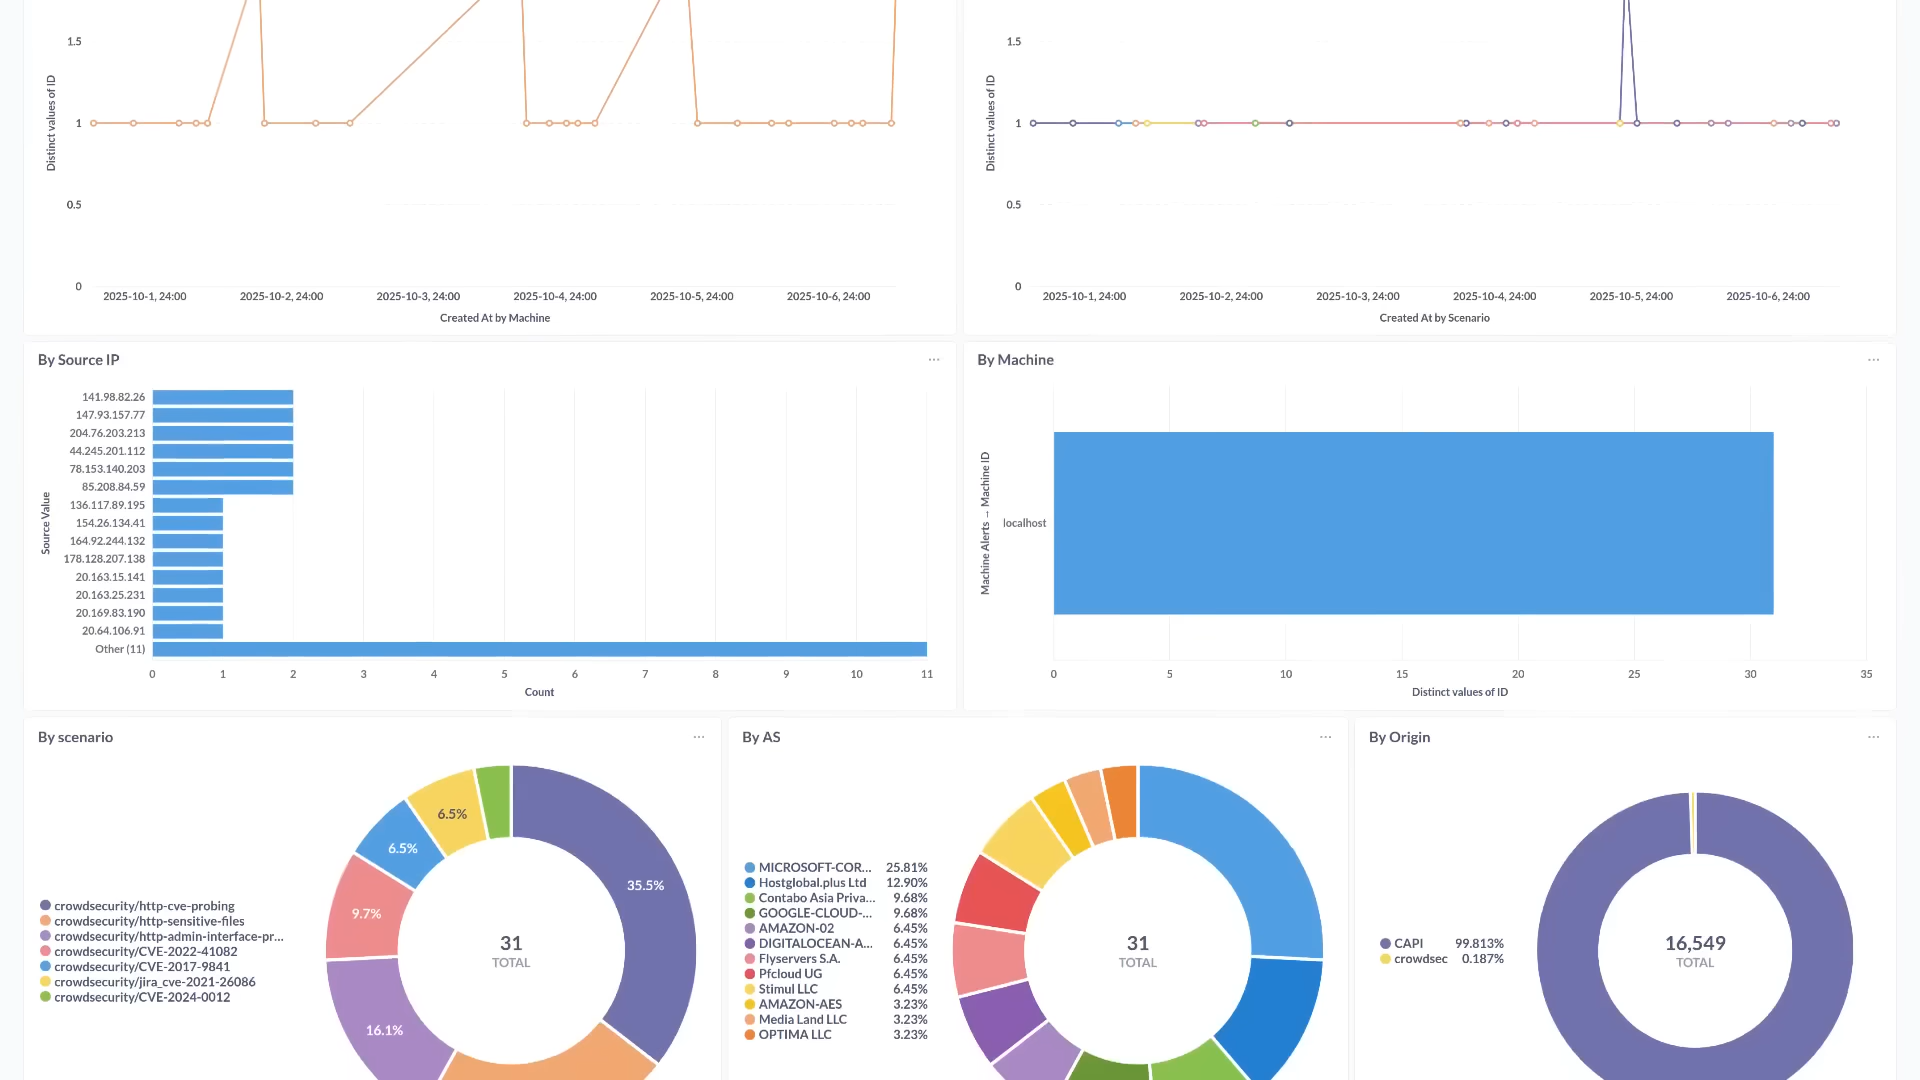 1.5
1
0.5
0
Distinct values of ID
2025-10-1, 24:00
2025-10-2, 24:00
2025-10-3, 24:00
2025-10-4, 24:00
2025-10-5, 24:00
2025-10-6, 24:00
Created At by Machine
1.5
1
0.5
0
Distinct values of ID
2025-10-1, 24:00
2025-10-2, 24:00
2025-10-3, 24:00
2025-10-4, 24:00
2025-10-5, 24:00
2025-10-6, 24:00
Created At by Scenario
By Source IP
Source Value
141.98.82.26
147.93.157.77
204.76.203.213
44.245.201.112
78.153.140.203
85.208.84.59
136.117.89.195
154.26.134.41
164.92.244.132
178.128.207.138
20.163.15.141
20.163.25.231
20.169.83.190
20.64.106.91
Other (11)
0 1 2 3 4 5 6 7 8 9 10 11
Count
By Machine
Machine Alerts → Machine ID
localhost
0 5 10 15 20 25 30 35
Distinct values of ID
By scenario
crowdsecurity/http-cve-probing
crowdsecurity/http-sensitive-files
crowdsecurity/http-admin-interface-pr...
crowdsecurity/CVE-2022-41082
crowdsecurity/CVE-2017-9841
crowdsecurity/jira_cve-2021-26086
crowdsecurity/CVE-2024-0012
6.5%
6.5%
35.5%
9.7%
16.1%
31
TOTAL
By AS
MICROSOFT-COR... 25.81%
Hostglobal.plus Ltd 12.90%
Contabo Asia Priva... 9.68%
GOOGLE-CLOUD-... 9.68%
AMAZON-02 6.45%
DIGITALOCEAN-A... 6.45%
Flyservers S.A. 6.45%
Pfcloud UG 6.45%
Stimul LLC 6.45%
AMAZON-AES 3.23%
Media Land LLC 3.23%
OPTIMA LLC 3.23%
31
TOTAL
By Origin
CAPI 99.813%
crowdsec 0.187%
16,549
TOTAL